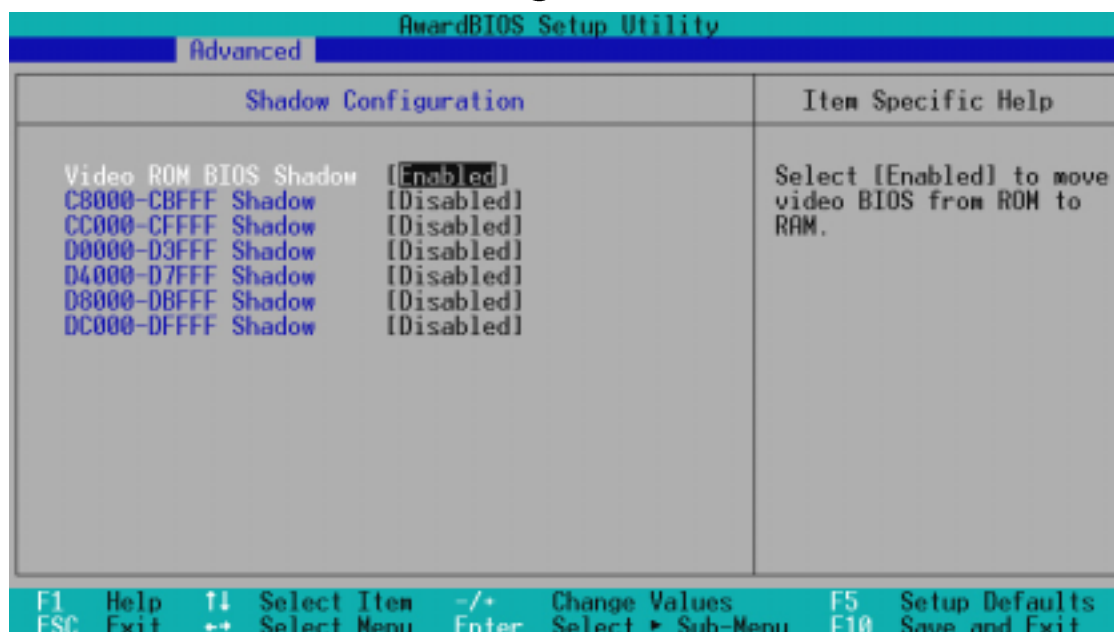 AwardBIOS Setup Utility
Advanced
Shadow Configuration
Item Specific Help
Video ROM BIOS Shadow [Enabled]
C8000-CBFFF Shadow [Disabled]
CC000-CFFFF Shadow [Disabled]
D0000-D3FFF Shadow [Disabled]
D4000-D7FFF Shadow [Disabled]
D8000-DBFFF Shadow [Disabled]
DC000-DFFFF Shadow [Disabled]
Select [Enabled] to move
video BIOS from ROM to
RAM.
F1 Help ↑↓ Select Item -/+ Change Values F5 Setup Defaults
ESC Exit ←→ Select Menu Enter Select ► Sub-Menu F10 Save and Exit